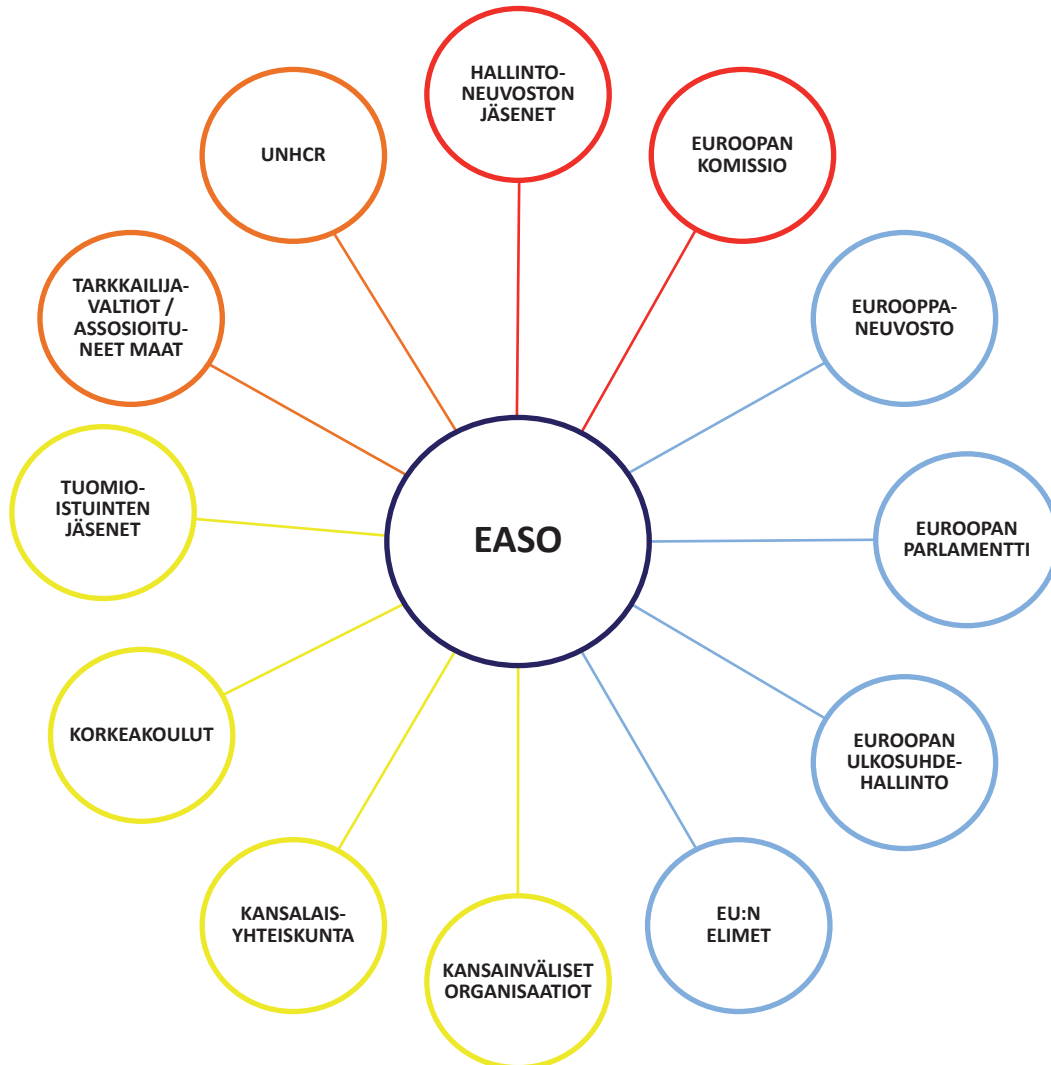 HALLINTO-
NEUVOSTON
JÄSENET
EUROOPAN
KOMISSIO
EUROOPPA-
NEUVOSTO
EUROOPAN
PARLAMENTTI
EUROOPAN
ULKOSUHDE-
HALLINTO
EU:N
ELIMET
KANSAINVÄLISET
ORGANISAATIOT
KANSALAIS-
YHTEISKUNTA
KORKEAKOULUT
TUOMIO-
ISTUINTEN
JÄSENET
TARKKAILIJA-
VALTIOT /
ASSOSIOITU-
NEET MAAT
UNHCR
EASO